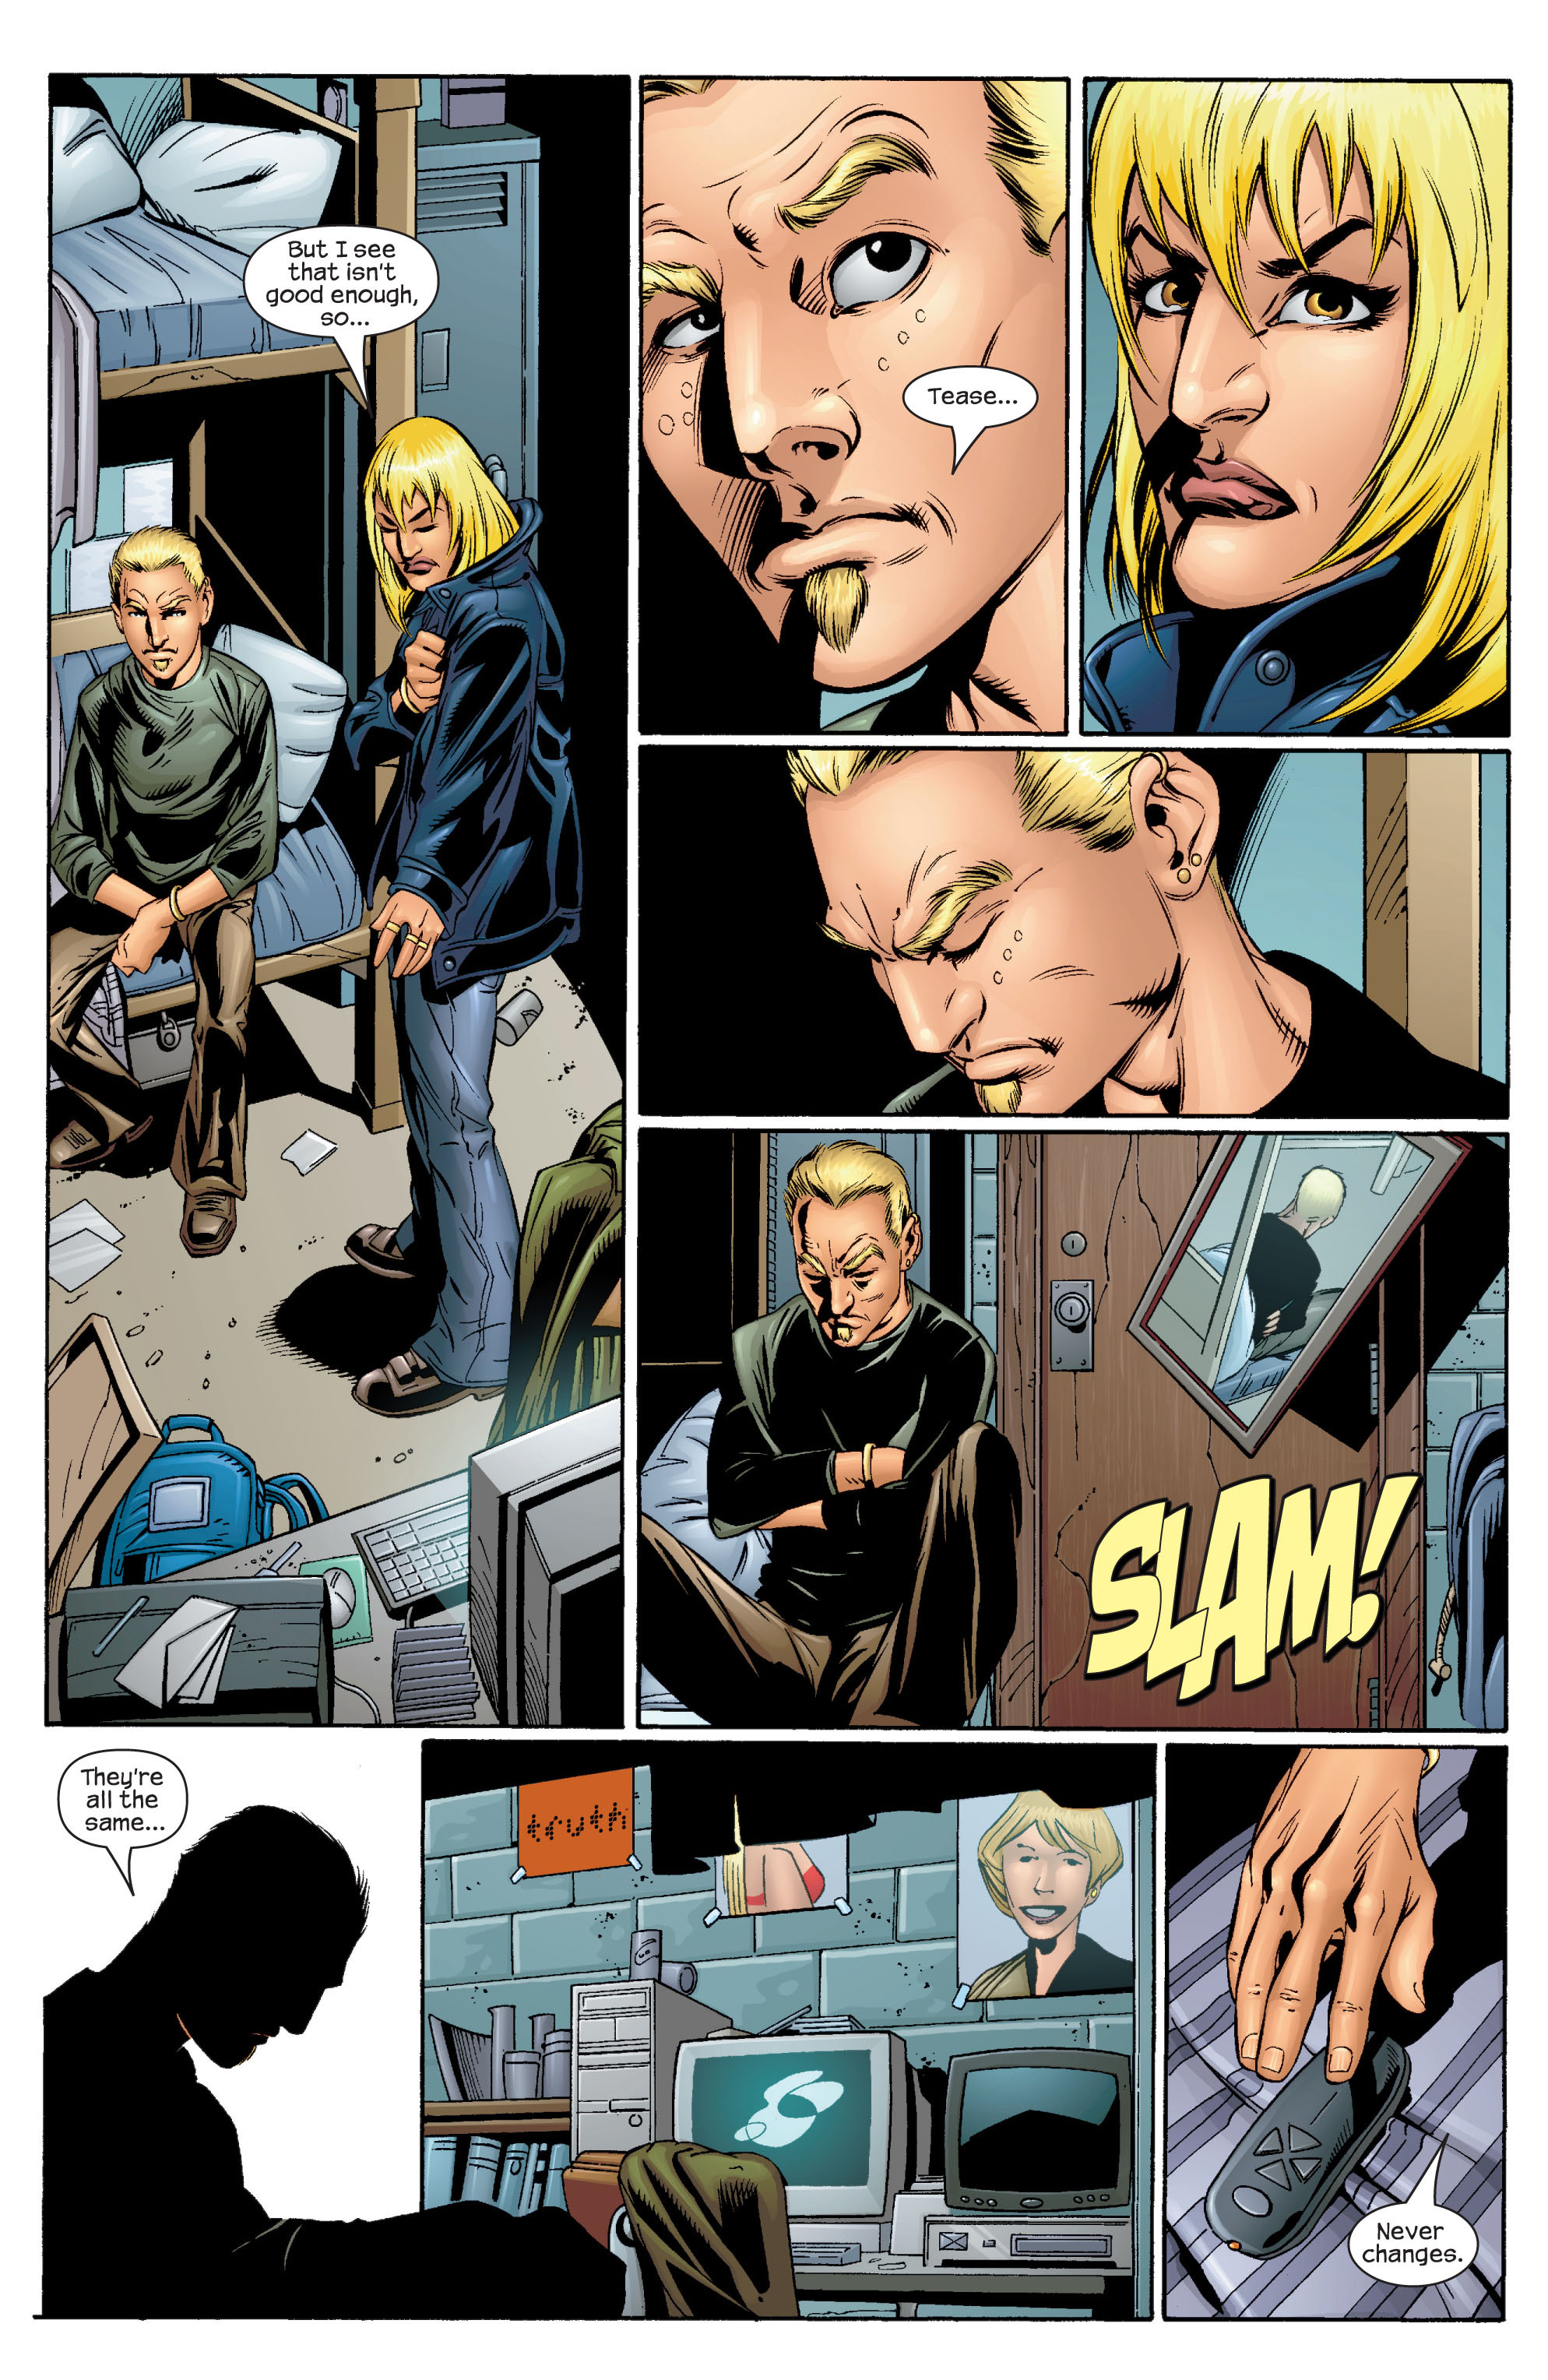 But I see
that isn't
good enough,
so...
Tease...
SLAM!
They're
all the
same...
truth
Never
changes.